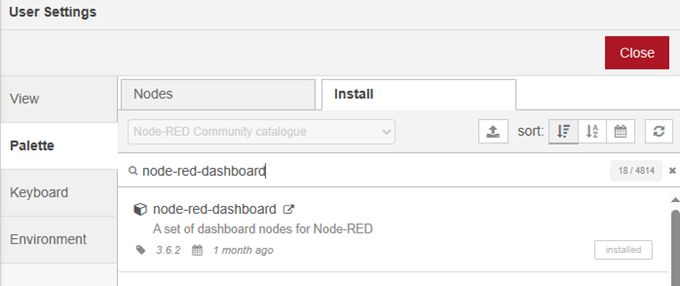 User Settings
Close
View
Palette
Keyboard
Environment
Nodes
Install
Node-RED Community catalogue
sort:
node-red-dashboard
18 / 4814
node-red-dashboard
A set of dashboard nodes for Node-RED
3.6.2 1 month ago
installed